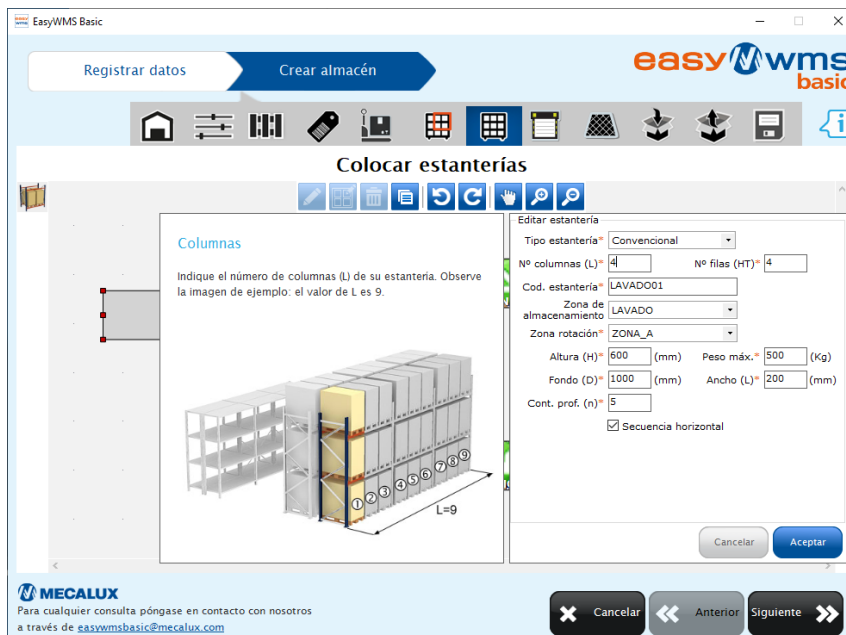 EasyWMS Basic
Registrar datos
Crear almacén
easy wms
basic
i
Colocar estanterías
Columnas
Indique el número de columnas (L) de su estanteria. Observe
la imagen de ejemplo: el valor de L es 9.
1 2 3 4 5 6 7 8 9
L=9
Editar estantería
Tipo estantería* Convencional
Nº columnas (L)* 4 Nº filas (HT)* 4
Cod. estantería* LAVADO01
Zona de
almacenamiento LAVADO
Zona rotación* ZONA_A
Altura (H)* 600 (mm) Peso máx.* 500 (Kg)
Fondo (D)* 1000 (mm) Ancho (L)* 200 (mm)
Cont. prof. (n)* 5
Secuencia horizontal
Cancelar Aceptar
MECALUX
Para cualquier consulta póngase en contacto con nosotros
a través de easywmsbasic@mecalux.com
Cancelar Anterior Siguiente